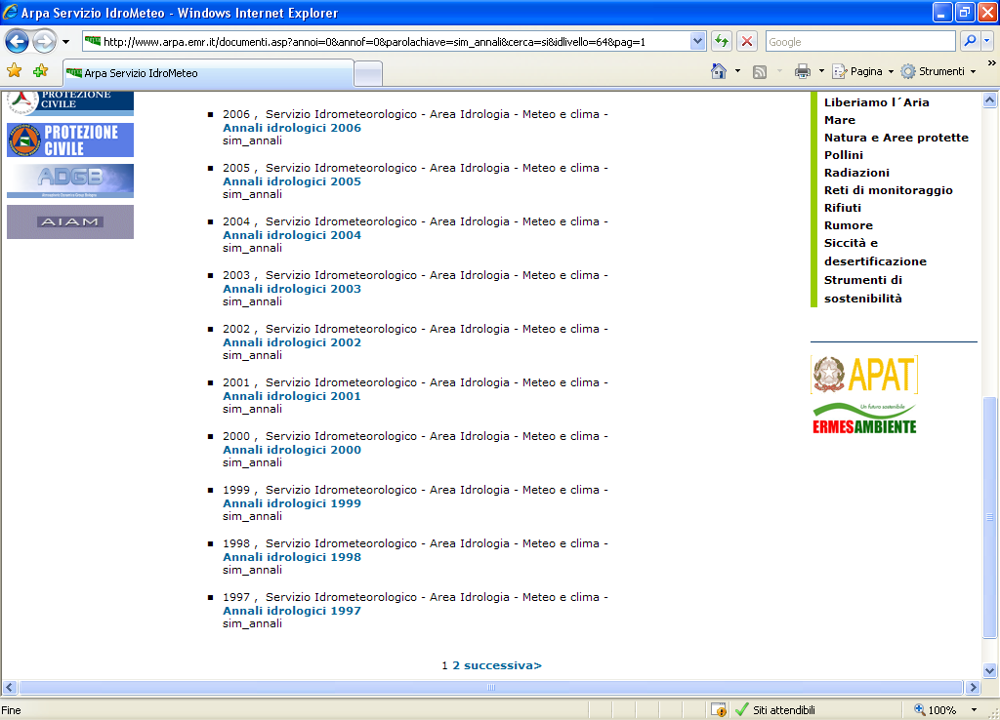 Arpa Servizio IdroMeteo - Windows Internet Explorer
http://www.arpa.emr.it/documenti.asp?annoi=0&annof=0&parolachiave=sim_annali&cerca=si&idlivello=64&pag=1
Google
Arpa Servizio IdroMeteo
Pagina
Strumenti
PROTEZIONE
CIVILE
PROTEZIONE
CIVILE
ADGB
AIAM
2006 , Servizio Idrometeorologico - Area Idrologia - Meteo e clima -
Annali idrologici 2006
sim_annali
2005 , Servizio Idrometeorologico - Area Idrologia - Meteo e clima -
Annali idrologici 2005
sim_annali
2004 , Servizio Idrometeorologico - Area Idrologia - Meteo e clima -
Annali idrologici 2004
sim_annali
2003 , Servizio Idrometeorologico - Area Idrologia - Meteo e clima -
Annali idrologici 2003
sim_annali
2002 , Servizio Idrometeorologico - Area Idrologia - Meteo e clima -
Annali idrologici 2002
sim_annali
2001 , Servizio Idrometeorologico - Area Idrologia - Meteo e clima -
Annali idrologici 2001
sim_annali
2000 , Servizio Idrometeorologico - Area Idrologia - Meteo e clima -
Annali idrologici 2000
sim_annali
1999 , Servizio Idrometeorologico - Area Idrologia - Meteo e clima -
Annali idrologici 1999
sim_annali
1998 , Servizio Idrometeorologico - Area Idrologia - Meteo e clima -
Annali idrologici 1998
sim_annali
1997 , Servizio Idrometeorologico - Area Idrologia - Meteo e clima -
Annali idrologici 1997
sim_annali
1 2 successiva>
Liberiamo l´Aria
Mare
Natura e Aree protette
Pollini
Radiazioni
Reti di monitoraggio
Rifiuti
Rumore
Siccità e
desertificazione
Strumenti di
sostenibilità
APAT
Un futuro sostenibile
ERMESAMBIENTE
Fine
Siti attendibili
100%